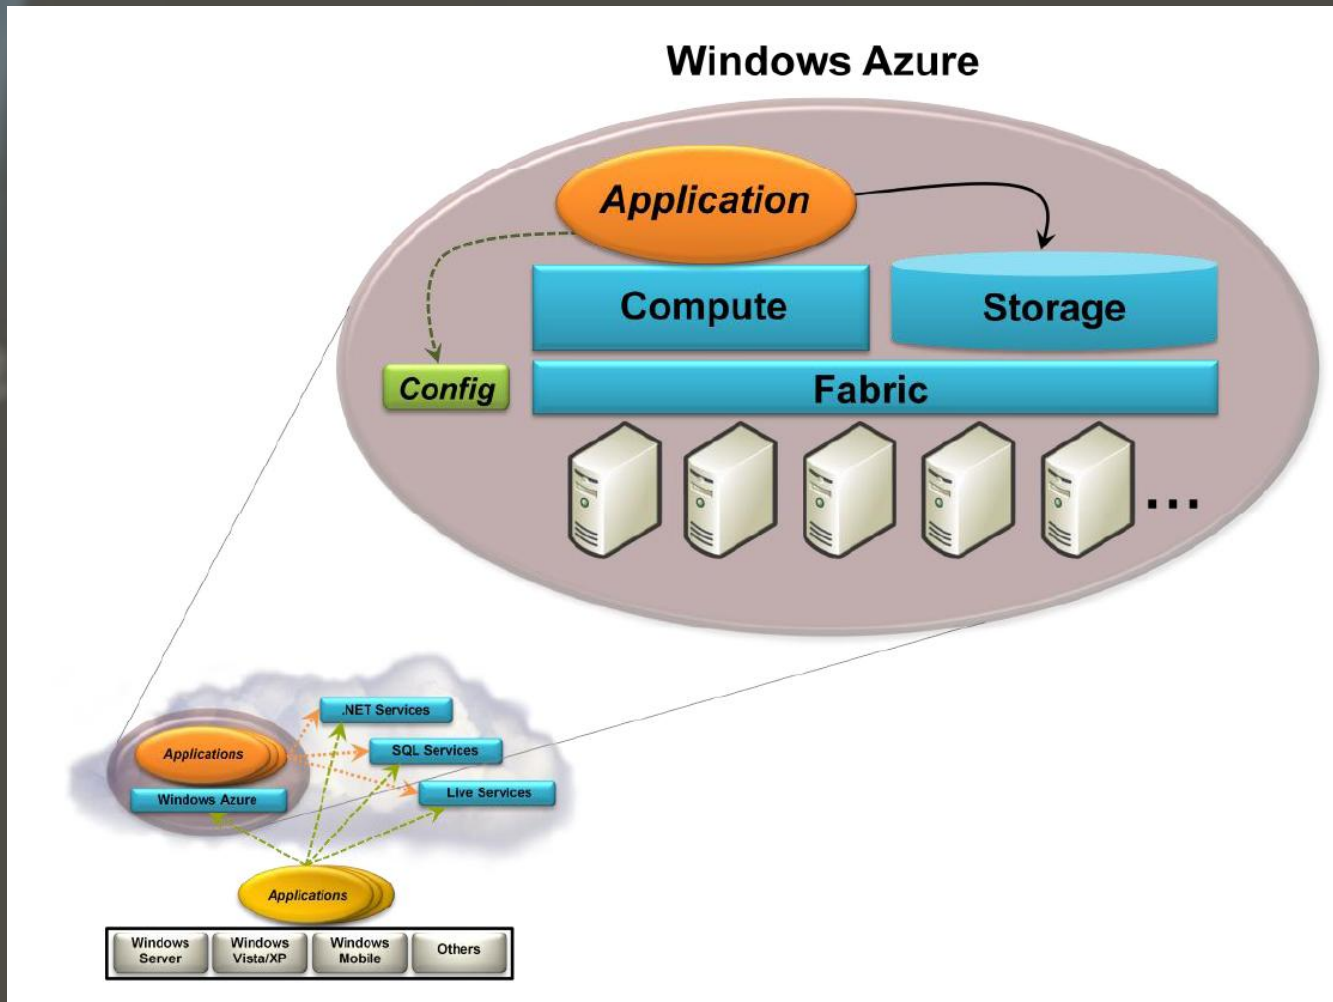 Windows Azure
Application
Compute
Storage
Config
Fabric
...
.NET Services
Applications
SQL Services
Windows Azure
Live Services
Applications
Windows
Server
Windows
Vista/XP
Windows
Mobile
Others